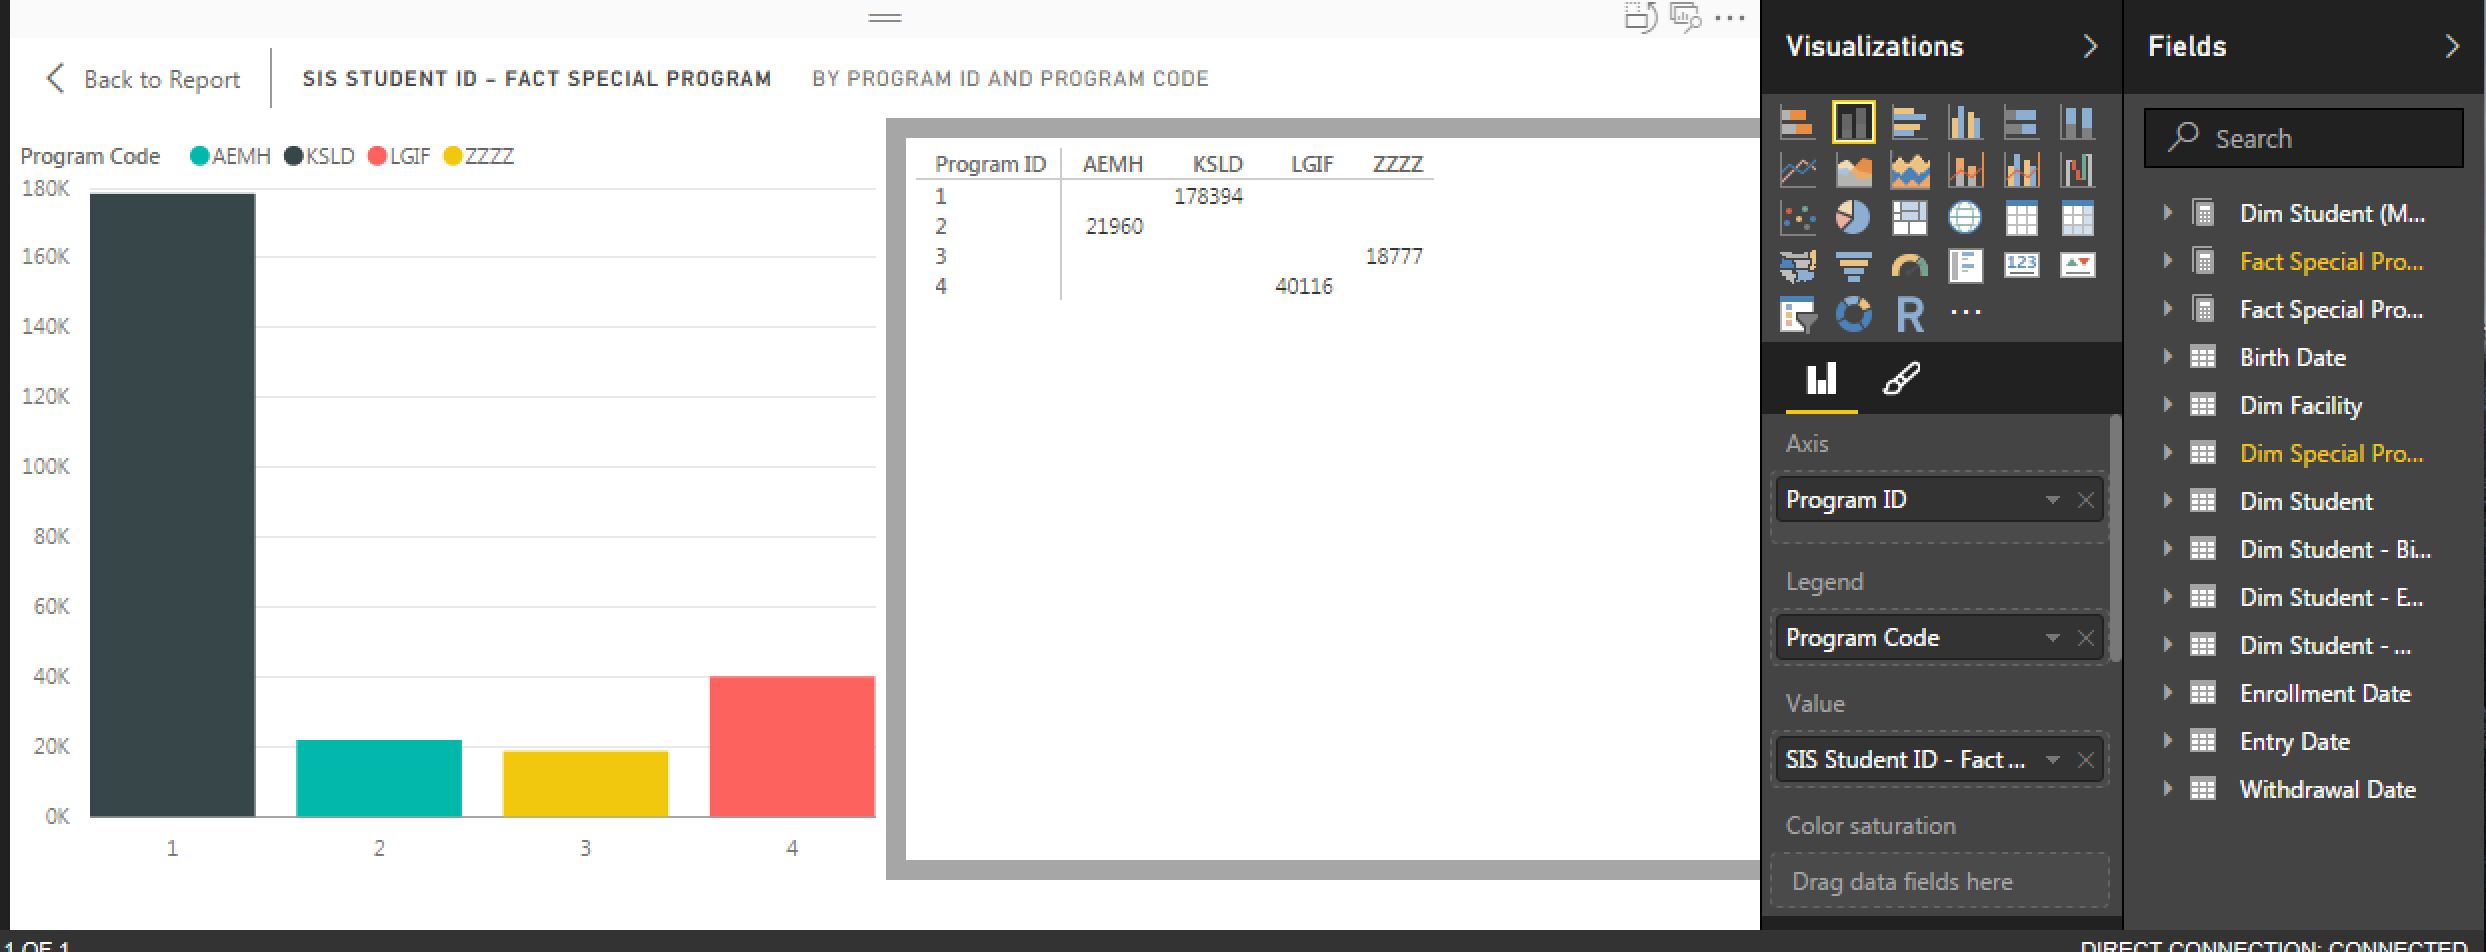 Back to Report
SIS STUDENT ID – FACT SPECIAL PROGRAM BY PROGRAM ID AND PROGRAM CODE
Program Code AEMH KSLD LGIF ZZZZ
180K
160K
140K
120K
100K
80K
60K
40K
20K
0K
1 2 3 4
Program ID AEMH KSLD LGIF ZZZZ
1 178394
2 21960
3 18777
4 40116
Visualizations
123
R
...
Axis
Program ID
Legend
Program Code
Value
SIS Student ID - Fact ...
Color saturation
Drag data fields here
Fields
Search
Dim Student (M...
Fact Special Pro...
Fact Special Pro...
Birth Date
Dim Facility
Dim Special Pro...
Dim Student
Dim Student - Bi...
Dim Student - E...
Dim Student - ...
Enrollment Date
Entry Date
Withdrawal Date
1 OF 1
DIRECT CONNECTION: CONNECTED